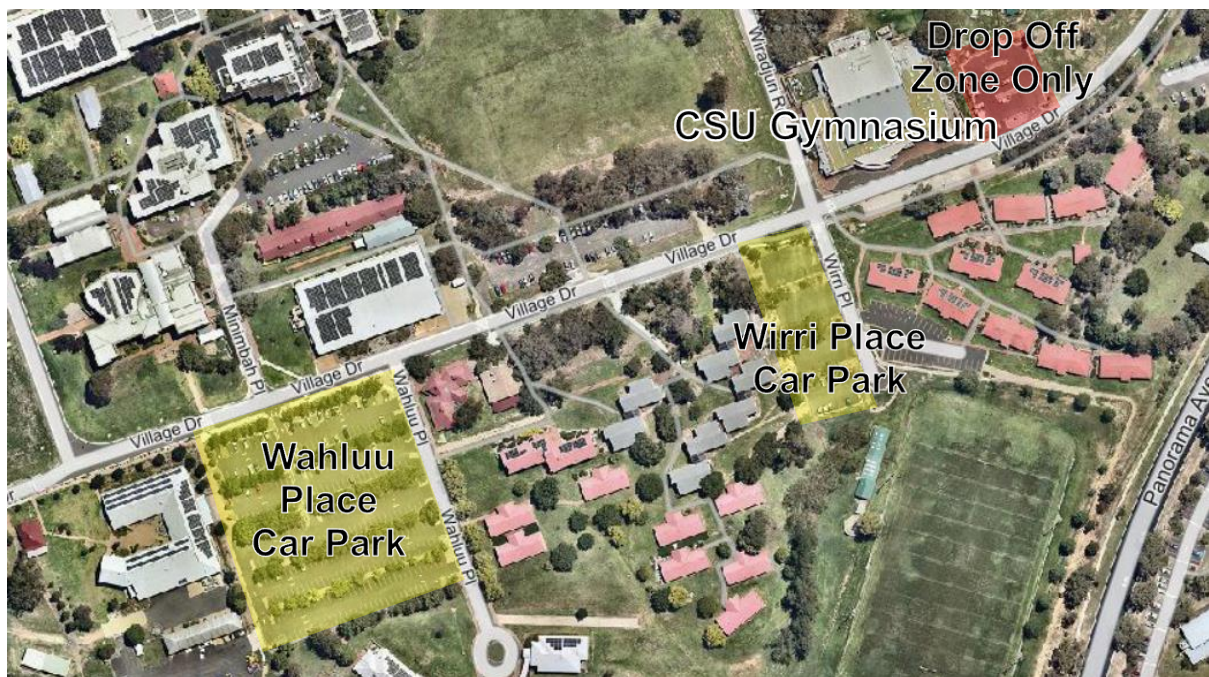 Drop Off
Zone Only
Wiradjuri Rd
CSU Gymnasium
Village Dr
Village Dr
Wirri Pl
Village Dr
Minimbah Pl
Wirri Place
Car Park
Village Dr
Wahluu Pl
Village Dr
Wahluu
Place
Car Park
Panorama Ave
Wahluu Pl